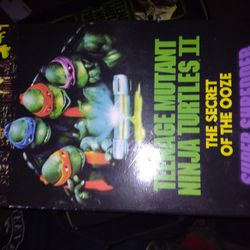 TEENAGE MUTANT
NINJA TURTLES II
THE SECRET
OF THE OOZE